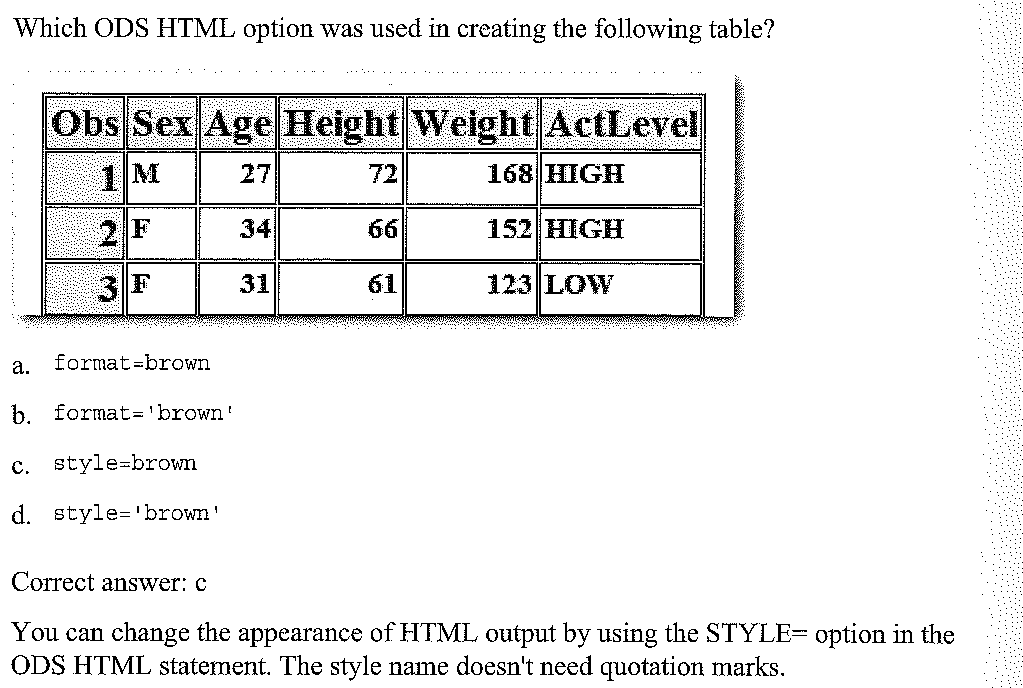 Which ODS HTML option was used in creating the following table?
Obs Sex Age Height Weight ActLevel
1 M 27 72 168 HIGH
2 F 34 66 152 HIGH
3 F 31 61 123 LOW
a. format=brown
b. format='brown'
c. style=brown
d. style='brown'
Correct answer: c
You can change the appearance of HTML output by using the STYLE= option in the
ODS HTML statement. The style name doesn't need quotation marks.